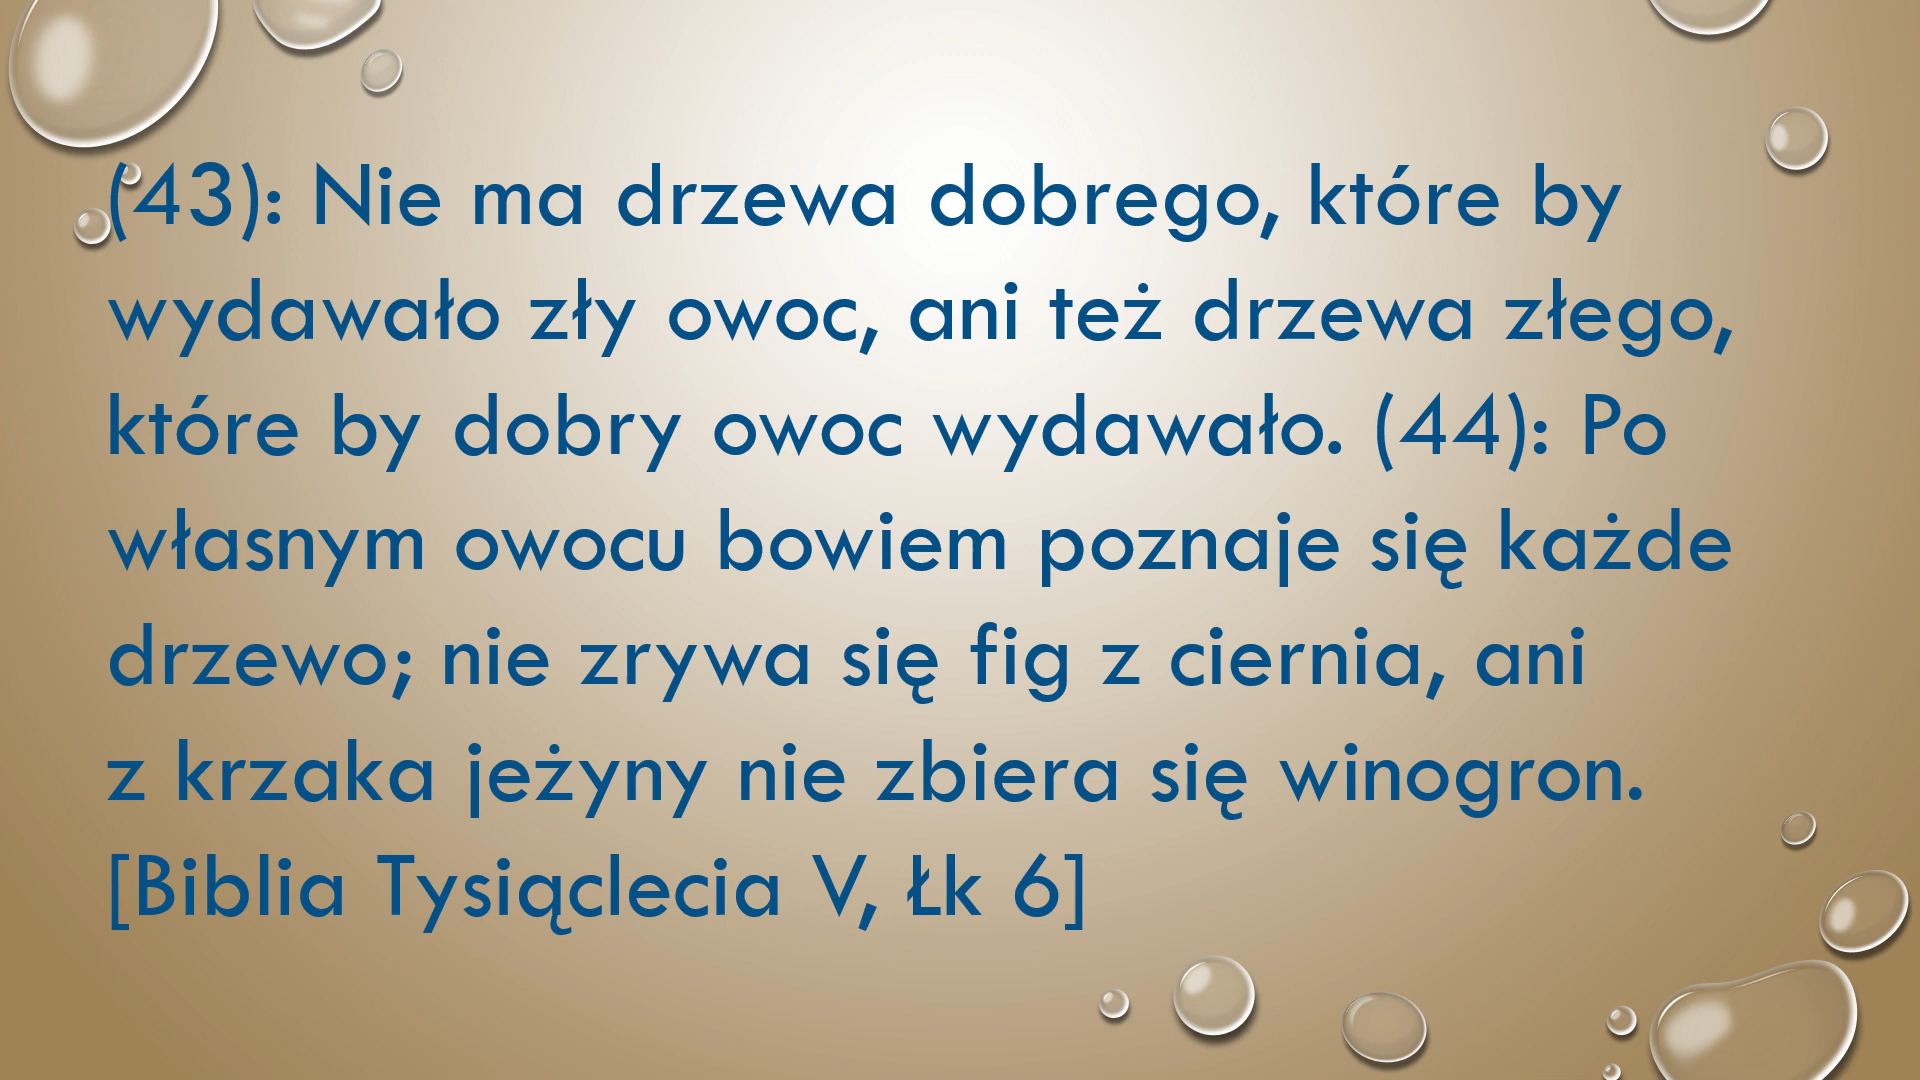 (43): Nie ma drzewa dobrego, które by
wydawało zły owoc, ani też drzewa złego,
które by dobry owoc wydawało. (44): Po
własnym owocu bowiem poznaje się każde
drzewo; nie zrywa się fig z ciernia, ani
z krzaka jeżyny nie zbiera się winogron.
[Biblia Tysiąclecia V, Łk 6]